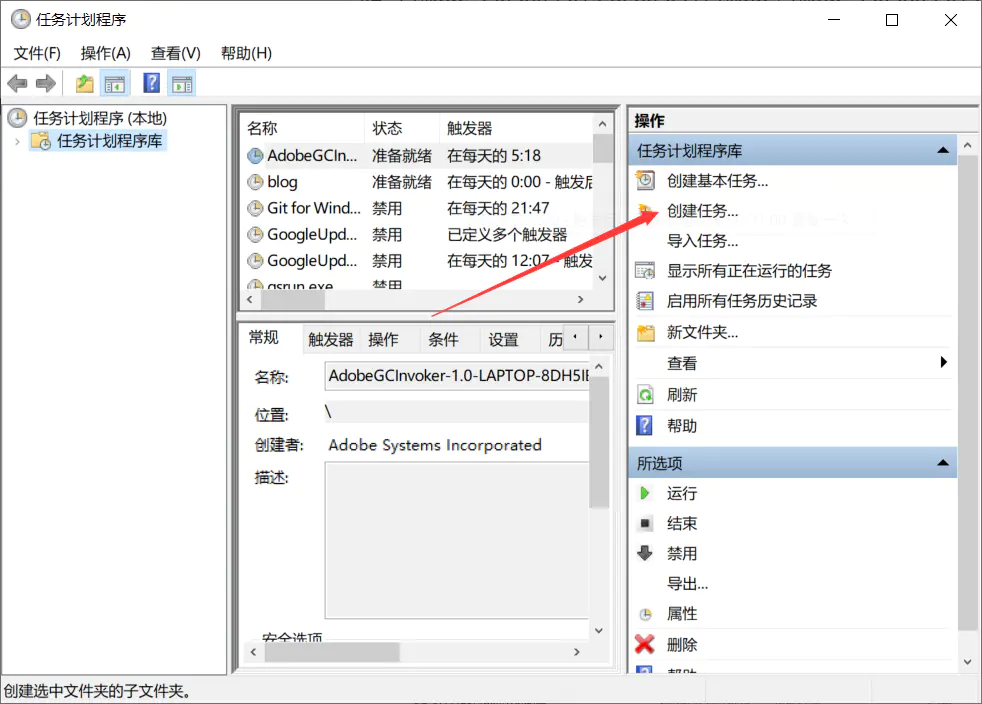 任务计划程序
文件(F) 操作(A) 查看(V) 帮助(H)
任务计划程序 (本地)
任务计划程序库
名称 状态 触发器
AdobeGCIn... 准备就绪 在每天的 5:18
blog 准备就绪 在每天的 0:00 - 触发后
Git for Wind... 禁用 在每天的 21:47
GoogleUpd... 禁用 已定义多个触发器
GoogleUpd... 禁用 在每天的 12:07 - 触发
qsrun.exe 禁用
常规 触发器 操作 条件 设置 历
名称: AdobeGCInvoker-1.0-LAPTOP-8DH5IE
位置: \
创建者: Adobe Systems Incorporated
描述:
安全选项
操作
任务计划程序库
创建基本任务...
创建任务...
导入任务...
显示所有正在运行的任务
启用所有任务历史记录
新文件夹...
查看
刷新
帮助
所选项
运行
结束
禁用
导出...
属性
删除
帮助
创建选中文件夹的子文件夹。